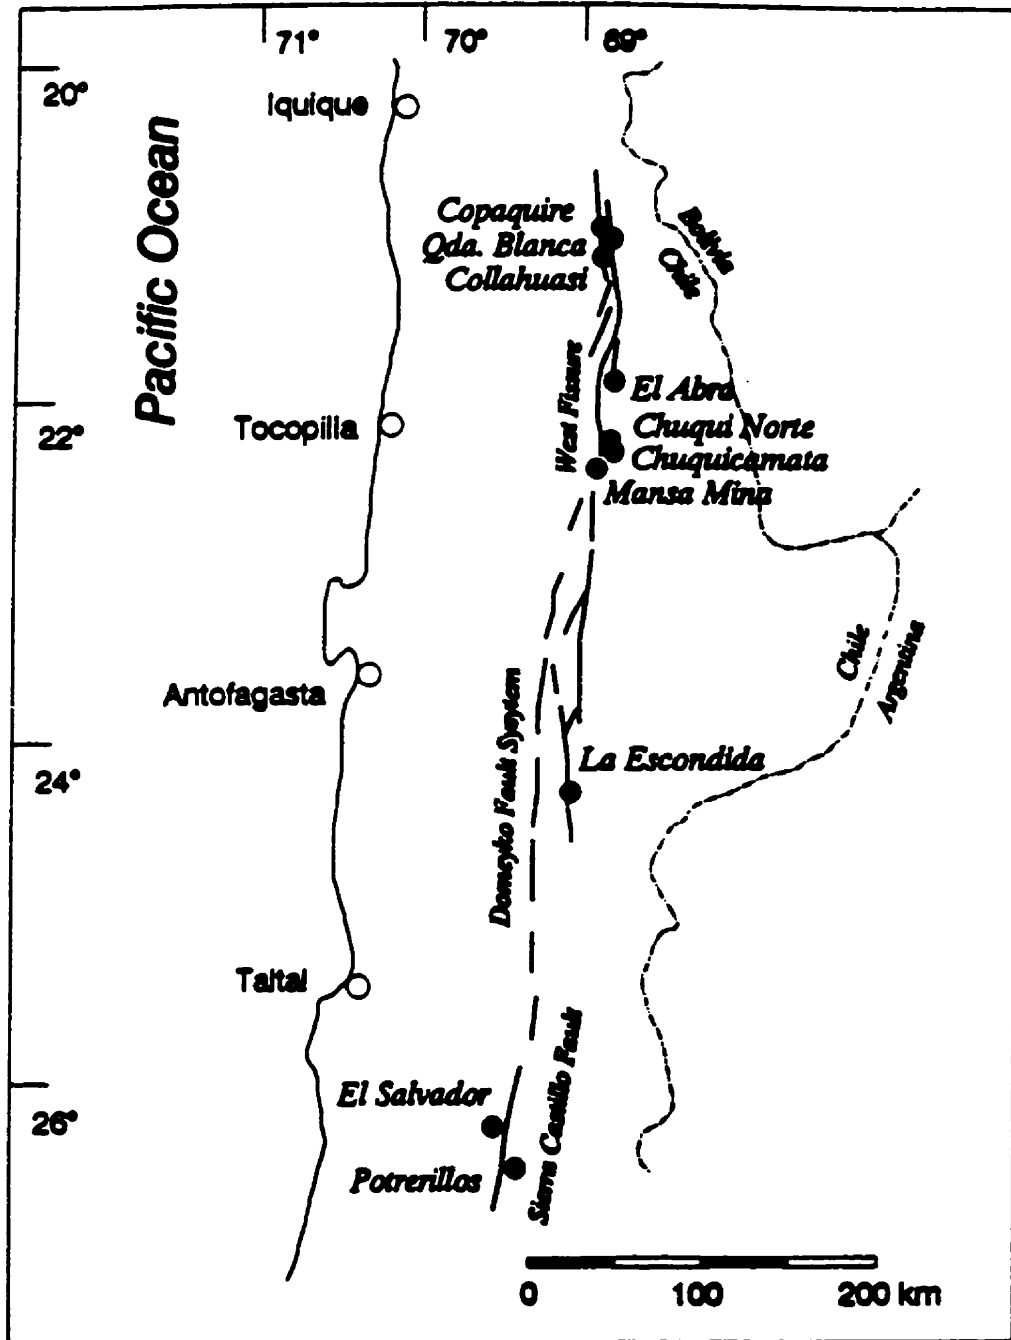 71°
70°
69°
20°
Iquique
Pacific Ocean
Copaquire
Qda. Blanca
Collahuasi
Bolivia
Chile
West Fissure
El Abra
22°
Tocopilla
Chuqui Norte
Chuquicamata
Mansa Mina
Chile
Argentina
Antofagasta
Domeyko Fault Sysytem
La Escondida
24°
Taltal
El Salvador
26°
Potrerillos
Sierra Castillo Fault
0
100
200 km